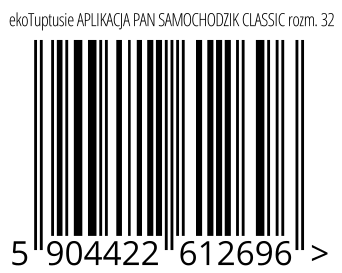 ekoTuptusie APLIKACJA PAN SAMOCHODZIK CLASSIC rozm. 32
5 904422 612696 >